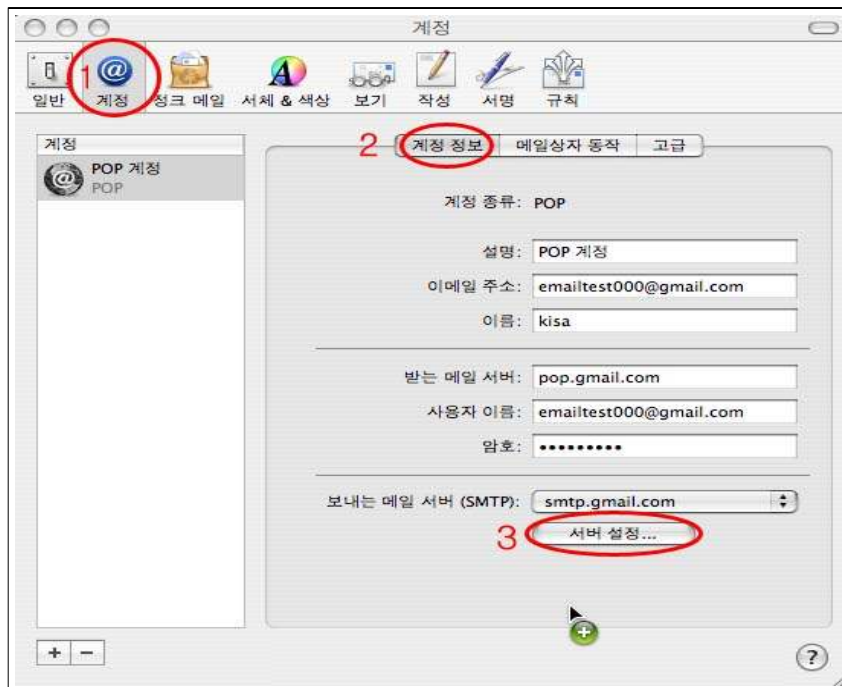 계정
1
일반 계정 정크 메일 서체 & 색상 보기 작성 서명 규칙
계정
POP 계정
POP
2 계정 정보 메일상자 동작 고급
계정 종류: POP
설명: POP 계정
이메일 주소: emailtest000@gmail.com
이름: kisa
받는 메일 서버: pop.gmail.com
사용자 이름: emailtest000@gmail.com
암호: •••••••••
보내는 메일 서버 (SMTP): smtp.gmail.com
3 서버 설정...
+ − ?